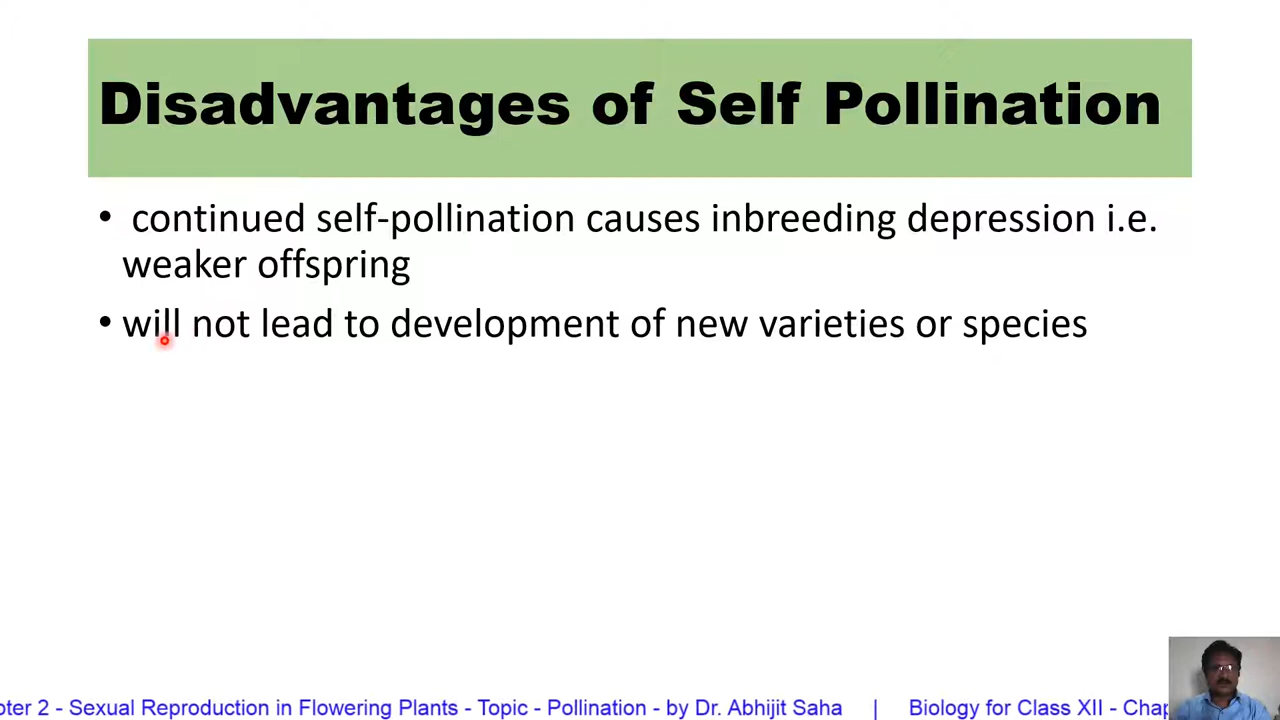 Disadvantages of Self Pollination
• continued self-pollination causes inbreeding depression i.e.
weaker offspring
• will not lead to development of new varieties or species
oter 2 - Sexual Reproduction in Flowering Plants - Topic - Pollination - by Dr. Abhijit Saha | Biology for Class XII - Chap